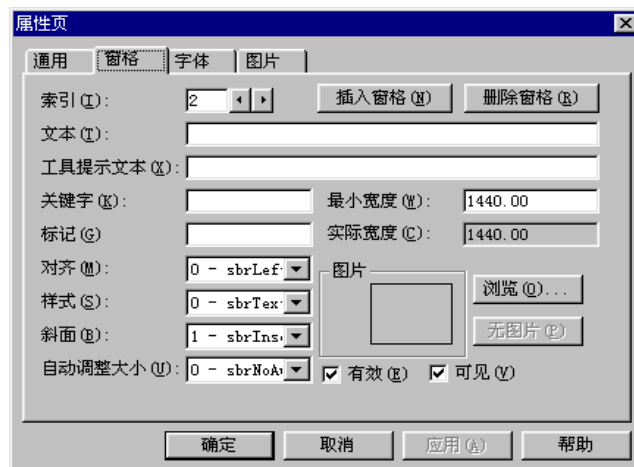 属性页
通用 窗格 字体 图片
索引(I): 2 插入窗格(N) 删除窗格(R)
文本(T):
工具提示文本(X):
关键字(K): 最小宽度(W): 1440.00
标记(G) 实际宽度(C): 1440.00
对齐(M): 0 - sbrLef 图片
样式(S): 0 - sbrTex 浏览(O)...
斜面(B): 1 - sbrIns 无图片(P)
自动调整大小(U): 0 - sbrNoA 有效(E) 可见(V)
确定 取消 应用(A) 帮助